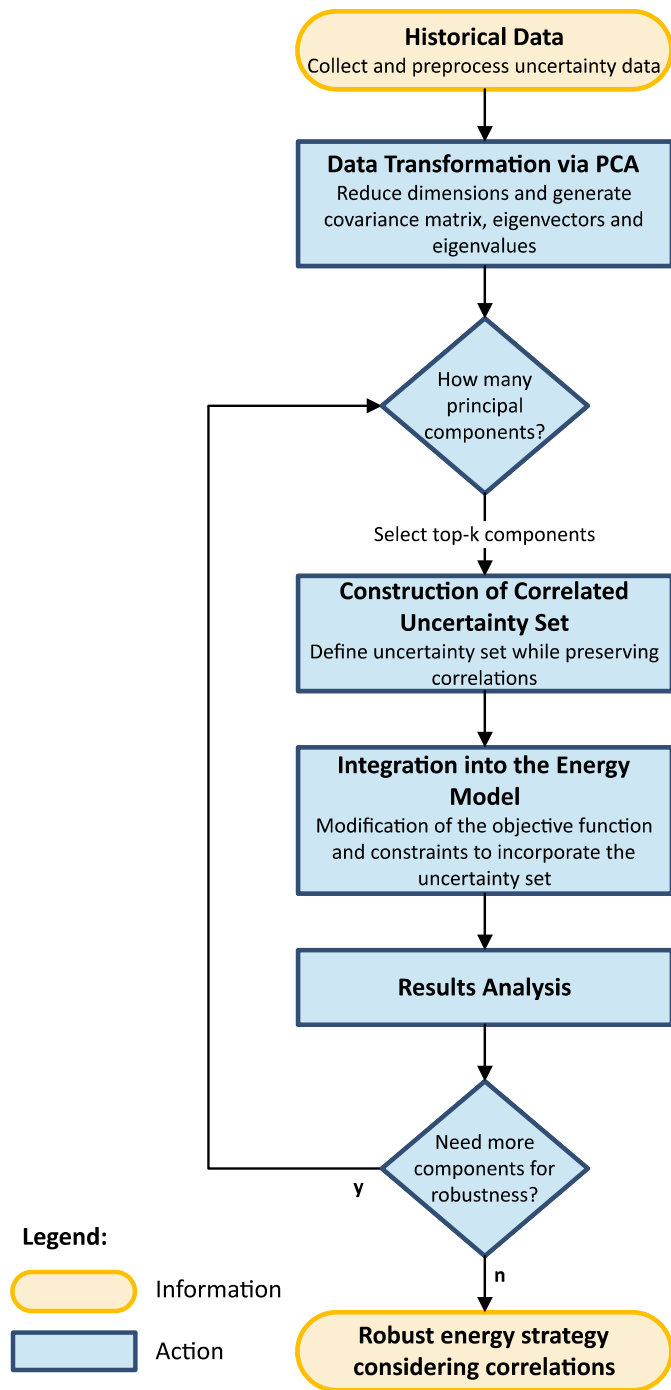 Historical Data
Collect and preprocess uncertainty data
Data Transformation via PCA
Reduce dimensions and generate
covariance matrix, eigenvectors and
eigenvalues
How many
principal
components?
Select top-k components
Construction of Correlated
Uncertainty Set
Define uncertainty set while preserving
correlations
Integration into the Energy
Model
Modification of the objective function
and constraints to incorporate the
uncertainty set
Results Analysis
Need more
components for
robustness?
y
n
Robust energy strategy
considering correlations
Legend:
Information
Action